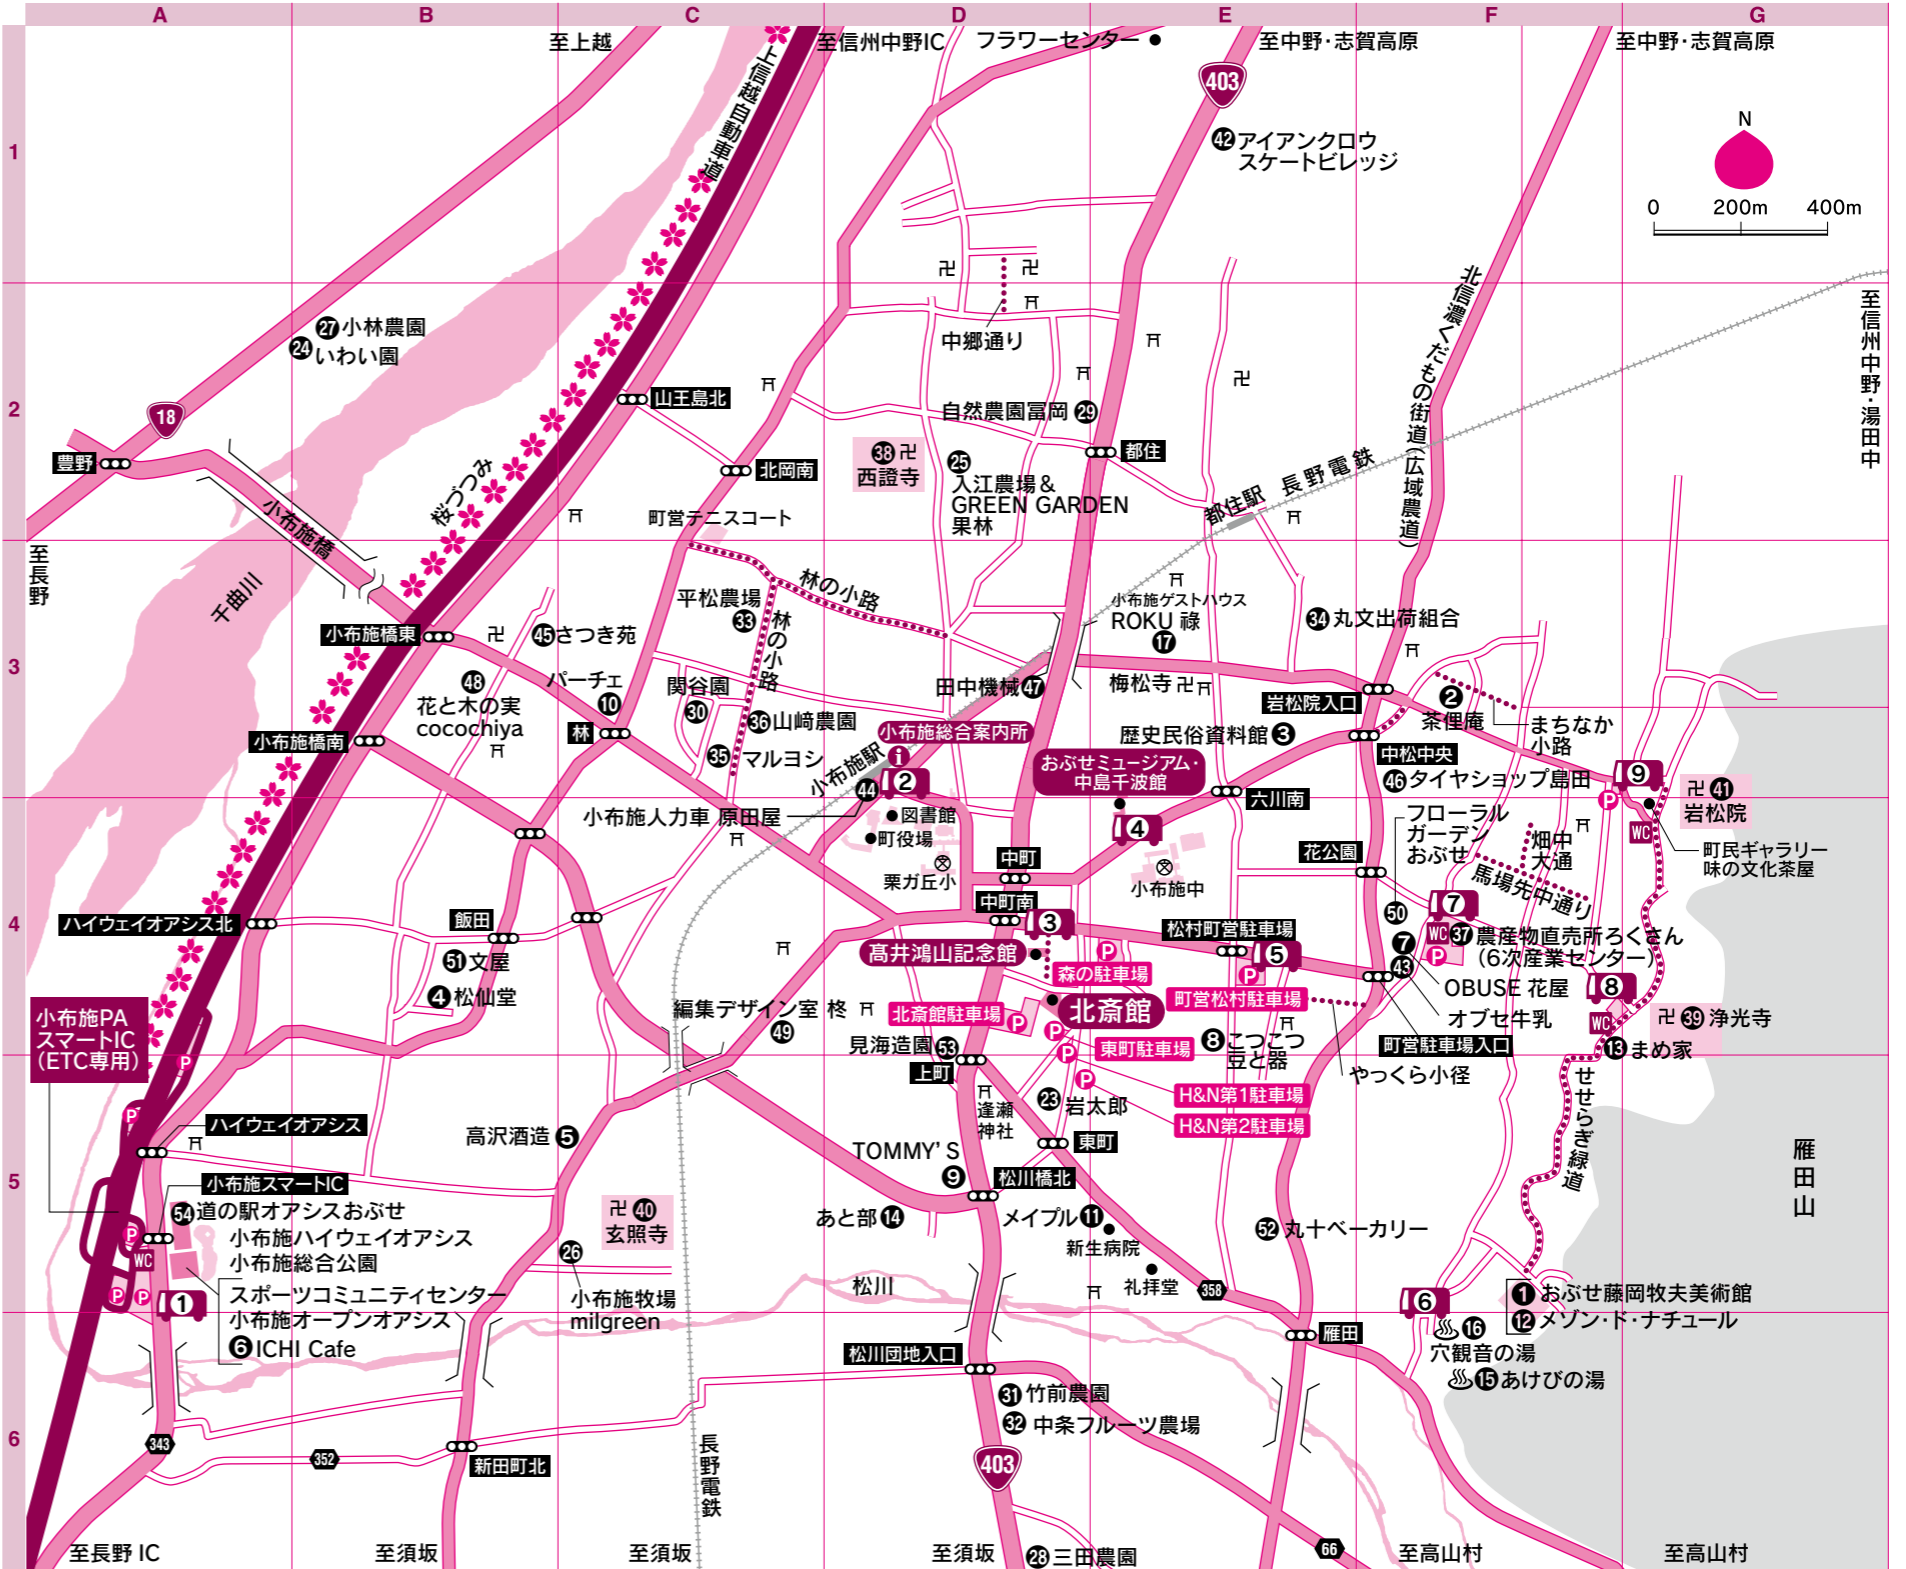 A
B
C
D
E
F
G
1
2
3
4
5
6
至上越
至信州中野IC
フラワーセンター
至中野・志賀高原
至中野・志賀高原
上信越自動車道
403
N
0 200m 400m
42 アイアンクロウ
スケートビレッジ
27 小林農園
24 いわい園
18
豊野
至長野
小布施橋
千曲川
桜づつみ
山王島北
北岡南
町営テニスコート
中郷通り
自然農園冨岡 29
38 卍
西證寺
25
入江農場&
GREEN GARDEN
果林
都住
都住駅
長野電鉄
北信濃くだもの街道(広域農道)
至信州中野・湯田中
小布施橋東
45 さつき苑
48
花と木の実
cocochiya
パーチェ
10
林
小布施橋南
平松農場
33
林の小路
林の小路
関谷園
30
36 山﨑農園
35 マルヨシ
田中機械 47
小布施ゲストハウス
ROKU 禄
17
梅松寺 卍
34 丸文出荷組合
岩松院入口
2
茶俚庵
まちなか
小路
歴史民俗資料館 3
中松中央
46 タイヤショップ島田
小布施総合案内所
i
小布施駅
44
2
おぶせミュージアム・
中島千波館
六川南
9
P
卍 41
岩松院
WC
町民ギャラリー
味の文化茶屋
小布施人力車 原田屋
図書館
町役場
栗ガ丘小
中町
4
小布施中
花公園
フローラル
ガーデン
おぶせ
畑中
大通
馬場先中通り
ハイウェイオアシス北
飯田
51 文屋
4 松仙堂
中町南
3
髙井鴻山記念館
松村町営駐車場
5
P
P
森の駐車場
50
7
7
43
WC
P
37 農産物直売所ろくさん
(6次産業センター)
OBUSE 花屋
オブセ牛乳
8
WC
卍 39 浄光寺
13 まめ家
小布施PA
スマートIC
(ETC専用)
編集デザイン室 柊
49
北斎館駐車場
P
北斎館
町営松村駐車場
P
東町駐車場
8 こつこつ
豆と器
町営駐車場入口
やっくら小径
見海造園 53
上町
P
P
H&N第1駐車場
H&N第2駐車場
逢瀬
神社
23 岩太郎
東町
せせらぎ緑道
雁田山
P
P
ハイウェイオアシス
高沢酒造 5
TOMMY'S
9
松川橋北
小布施スマートIC
54 道の駅オアシスおぶせ
小布施ハイウェイオアシス
小布施総合公園
スポーツコミュニティセンター
小布施オープンオアシス
6 ICHI Cafe
P
WC
P
P
1
卍 40
玄照寺
26
小布施牧場
milgreen
あと部 14
メイプル 11
新生病院
礼拝堂
358
52 丸十ベーカリー
松川
6
1 おぶせ藤岡牧夫美術館
12 メゾン・ド・ナチュール
16
穴観音の湯
15 あけびの湯
雁田
松川団地入口
31 竹前農園
32 中条フルーツ農場
343
352
新田町北
長野電鉄
403
66
至長野 IC
至須坂
至須坂
至須坂
28 三田農園
至高山村
至高山村